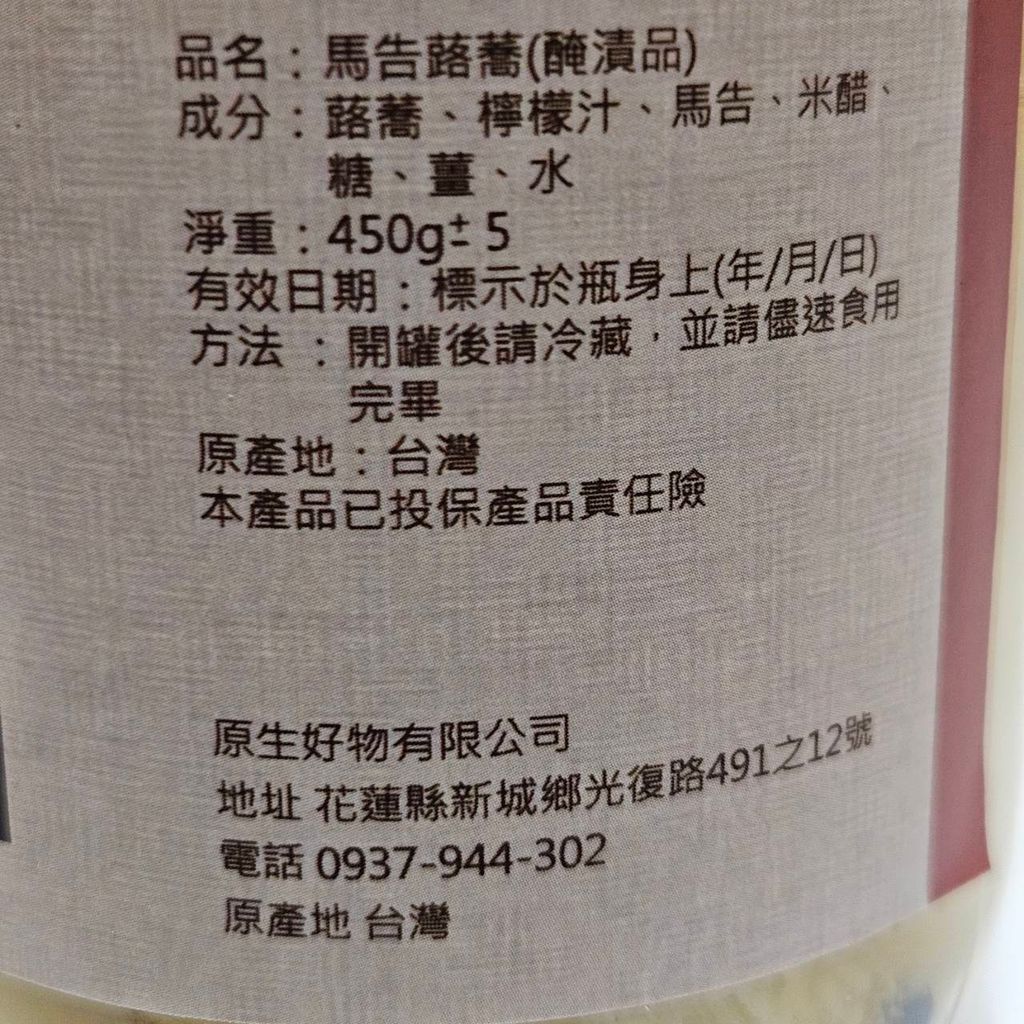 品名：馬告蕗蕎(醃漬品)
成分：蕗蕎、檸檬汁、馬告、米醋、
糖、薑、水
淨重：450g± 5
有效日期：標示於瓶身上(年/月/日)
方法 ：開罐後請冷藏，並請儘速食用
完畢
原產地：台灣
本產品已投保產品責任險
原生好物有限公司
地址 花蓮縣新城鄉光復路491之12號
電話 0937-944-302
原產地 台灣